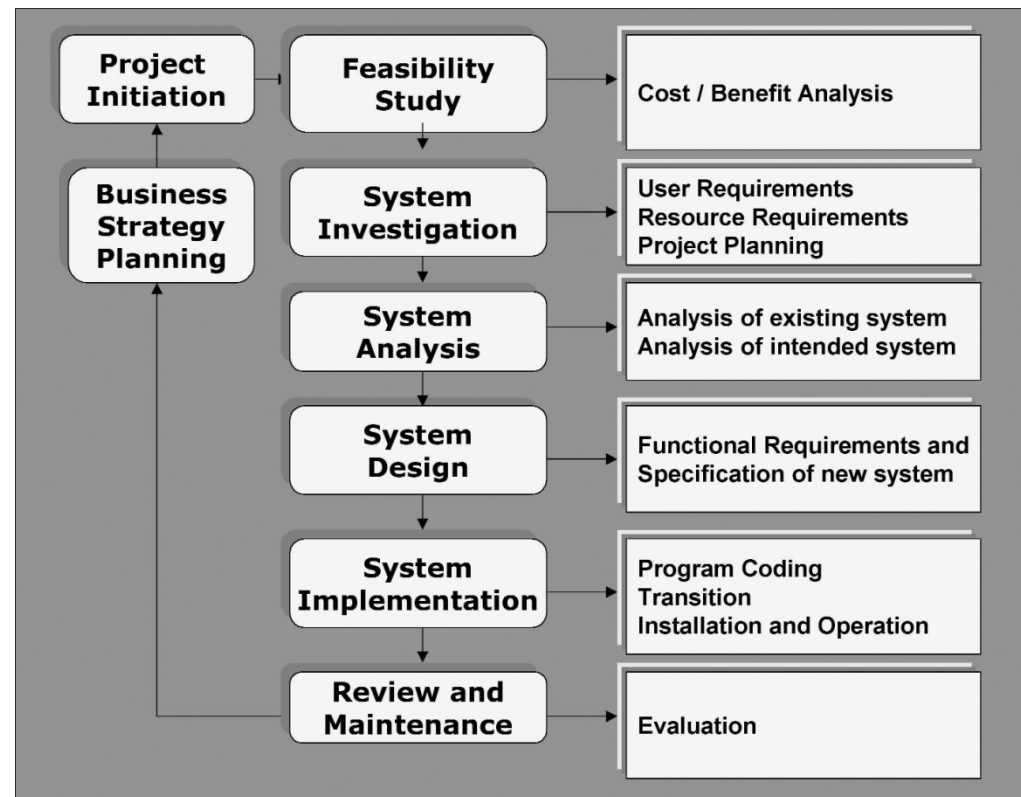 Project
Initiation
Feasibility
Study
Cost / Benefit Analysis
Business
Strategy
Planning
System
Investigation
User Requirements
Resource Requirements
Project Planning
System
Analysis
Analysis of existing system
Analysis of intended system
System
Design
Functional Requirements and
Specification of new system
System
Implementation
Program Coding
Transition
Installation and Operation
Review and
Maintenance
Evaluation